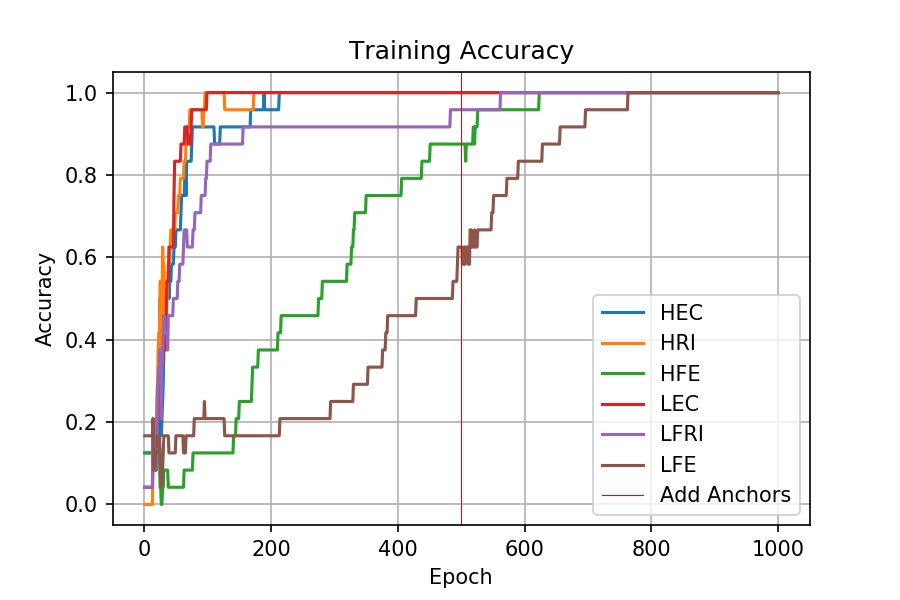 Training Accuracy
Accuracy
1.0
0.8
0.6
0.4
0.2
0.0
HEC
HRI
HFE
LEC
LFRI
LFE
Add Anchors
0 200 400 600 800 1000
Epoch